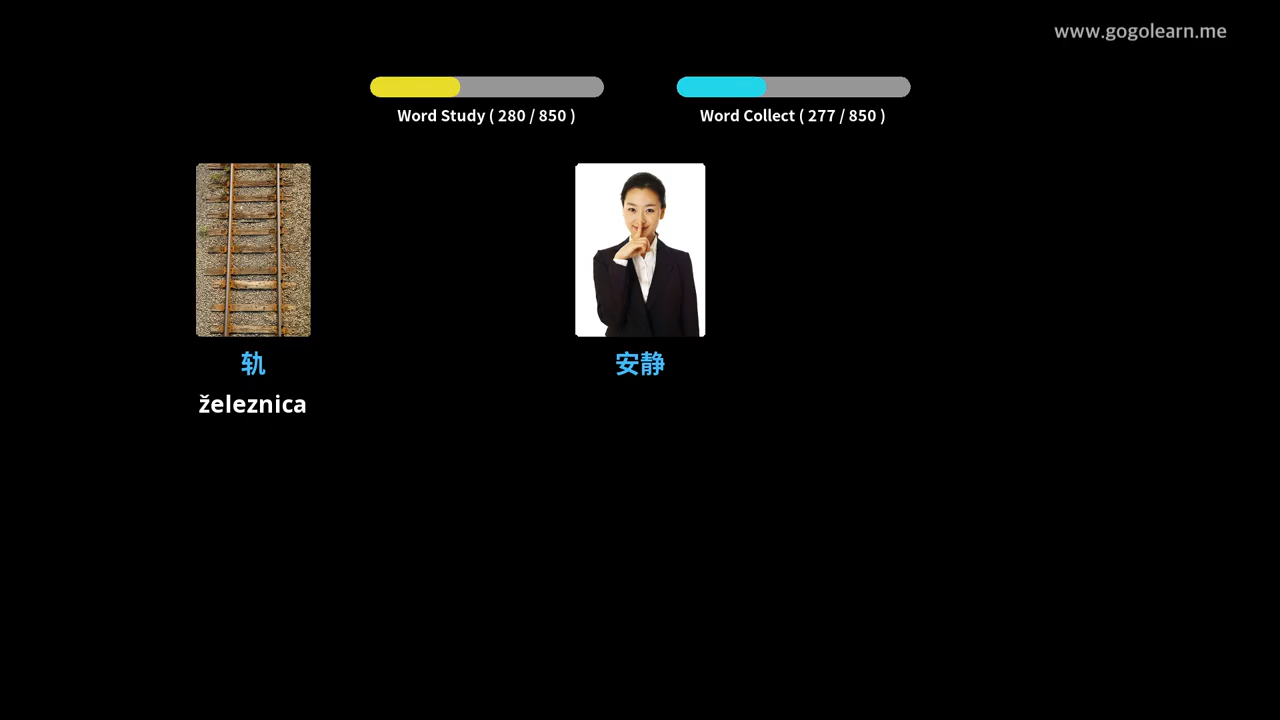 www.gogolearn.me
Word Study ( 280 / 850 )
Word Collect ( 277 / 850 )
轨
安静
železnica